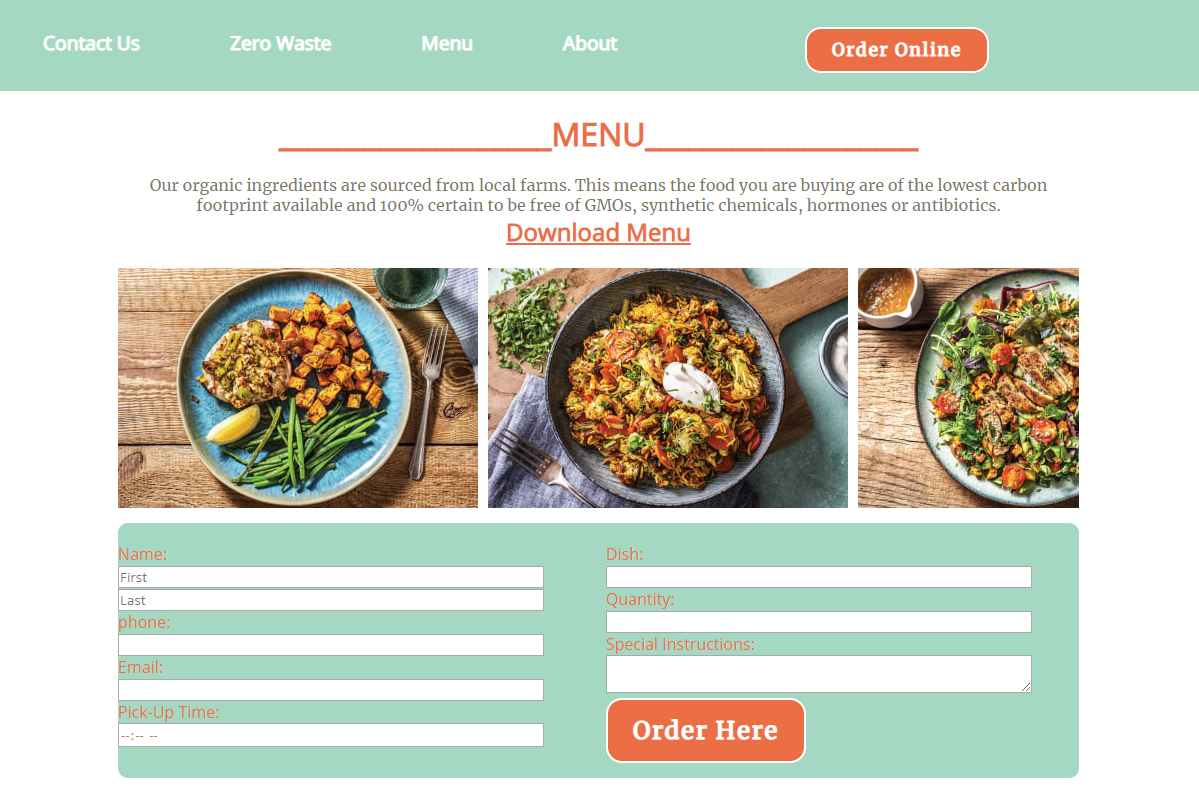 Contact Us
Zero Waste
Menu
About
Order Online
___________________MENU___________________
Our organic ingredients are sourced from local farms. This means the food you are buying are of the lowest carbon
footprint available and 100% certain to be free of GMOs, synthetic chemicals, hormones or antibiotics.
Download Menu
Name:
First
Last
phone:
Email:
Pick-Up Time:
--:-- --
Dish:
Quantity:
Special Instructions:
Order Here